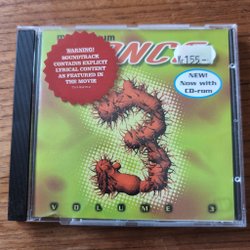 WARNING!
SOUNDTRACK
CONTAINS EXPLICIT
LYRICAL CONTENT
AS FEATURED IN
THE MOVIE
155.-
NEW!
Now with
CD-rom
3
VOLUME 3